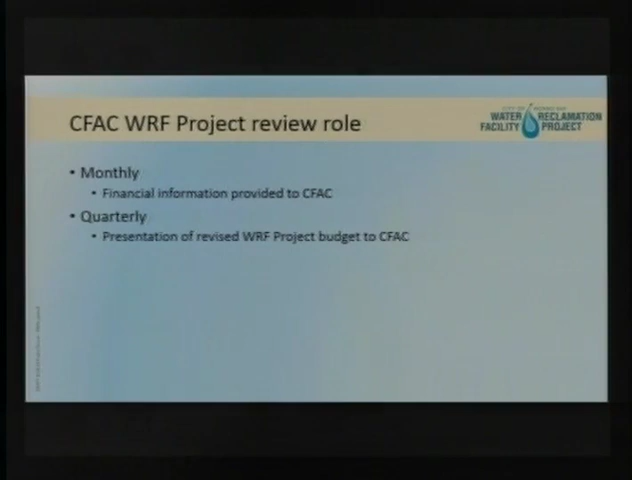 CFAC WRF Project review role
WATER RECLAMATION
FACILITY PROJECT
• Monthly
• Financial information provided to CFAC
• Quarterly
• Presentation of revised WRF Project budget to CFAC